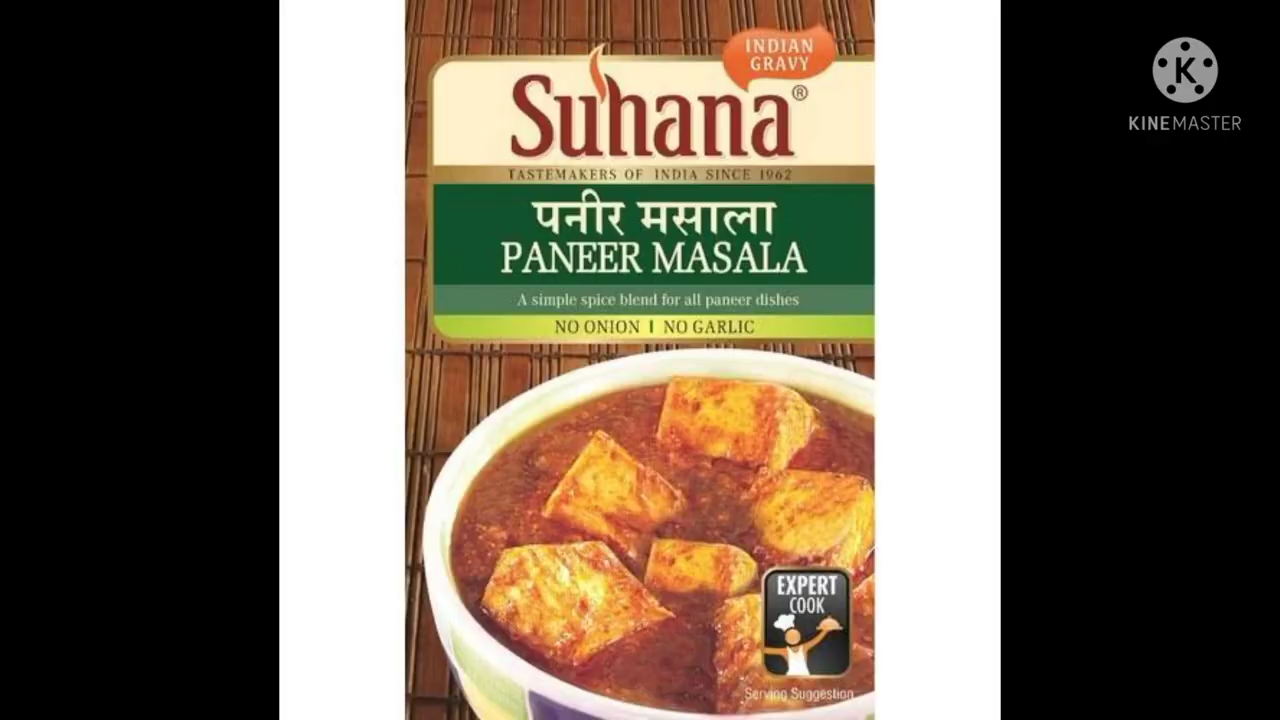 INDIAN
GRAVY
Suhana®
TASTEMAKERS OF INDIA SINCE 1962
पनीर मसाला
PANEER MASALA
A simple spice blend for all paneer dishes
NO ONION | NO GARLIC
EXPERT
COOK
Serving Suggestion
K
KINEMASTER